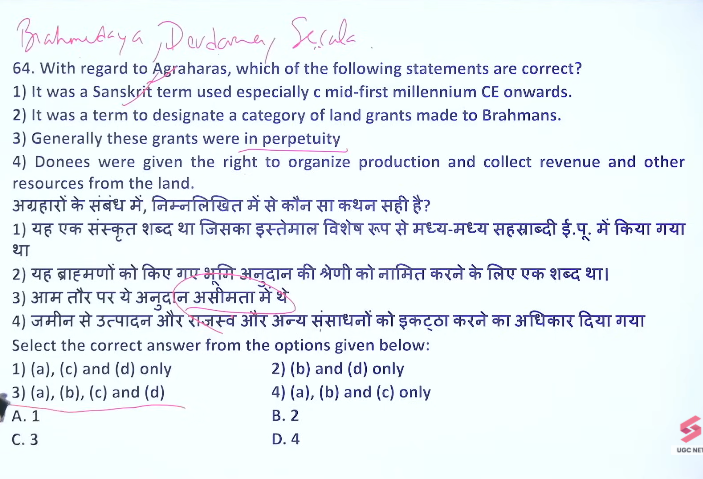 Brahmadaya, Devdana,
64. With regard to Agraharas, which of the following statements are correct?
1) It was a Sanskrit term used especially c mid-first millennium CE onwards.
2) It was a term to designate a category of land grants made to Brahmans.
3) Generally these grants were in perpetuity
4) Donees were given the right to organize production and collect revenue and other
resources from the land.
अग्रहारों के संबंध में, निम्नलिखित में से कौन सा कथन सही है?
1) यह एक संस्कृत शब्द था जिसका इस्तेमाल विशेष रूप से मध्य-मध्य सहस्राब्दी ई.पू. में किया गया
था
2) यह ब्राह्मणों को किए गए भूमि अनुदान की श्रेणी को नामित करने के लिए एक शब्द था।
3) आम तौर पर ये अनुदान असीमता में थे
4) जमीन से उत्पादन और राजस्व और अन्य संसाधनों को इकट्ठा करने का अधिकार दिया गया
Select the correct answer from the options given below:
1) (a), (c) and (d) only 2) (b) and (d) only
3) (a), (b), (c) and (d) 4) (a), (b) and (c) only
A. 1 B. 2
C. 3 D. 4
UGC NET